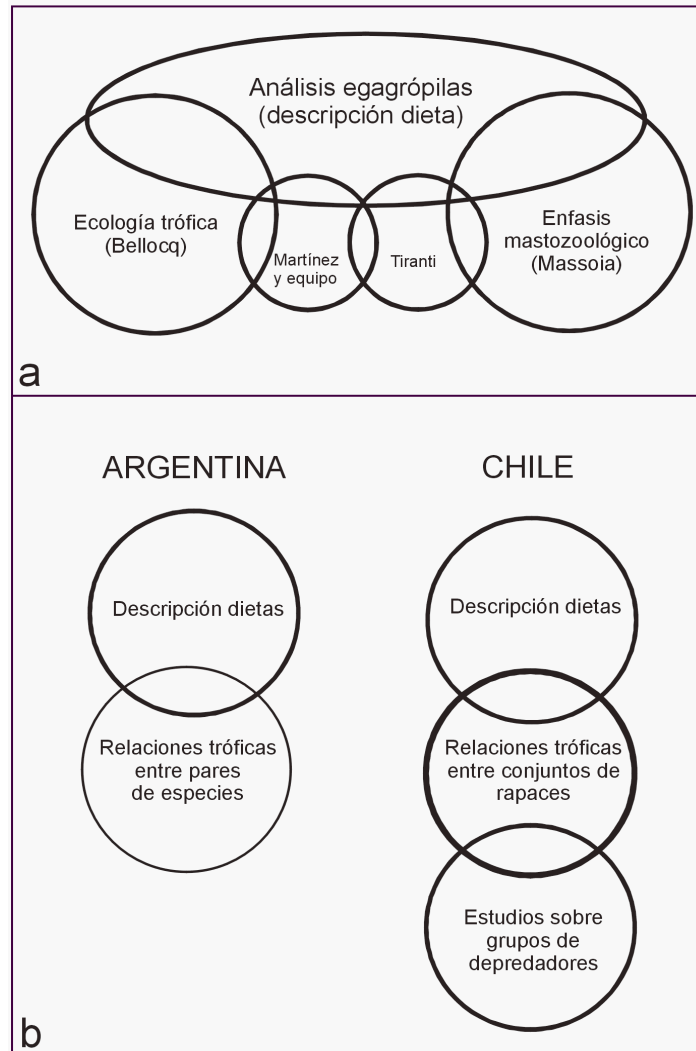 Análisis egagrópilas
(descripción dieta)
Ecología trófica
(Bellocq)
Martínez
y equipo
Tiranti
Enfasis
mastozoológico
(Massoia)
a
ARGENTINA
CHILE
Descripción dietas
Descripción dietas
Relaciones tróficas
entre pares
de especies
Relaciones tróficas
entre conjuntos de
rapaces
Estudios sobre
grupos de
depredadores
b